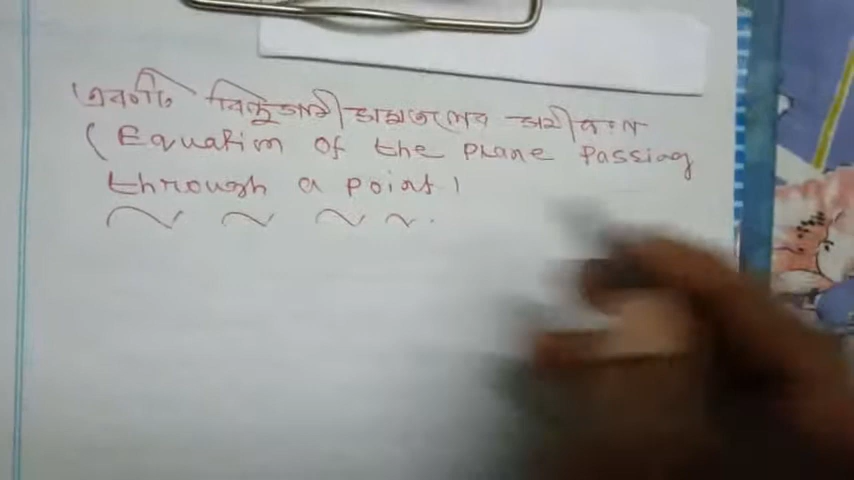 একটি বিন্দুগামী সমতলের সমীকরণ
(Equation of the plane passing
through a point)